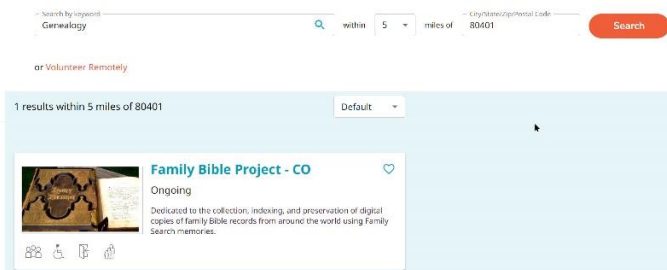 Search by keyword
City/State/Zip/Postal Code
Genealogy within 5 miles of 80401 Search
or Volunteer Remotely
1 results within 5 miles of 80401 Default
Family Bible Project - CO
Ongoing
Dedicated to the collection, indexing, and preservation of digital
copies of family Bible records from around the world using Family
Search memories.